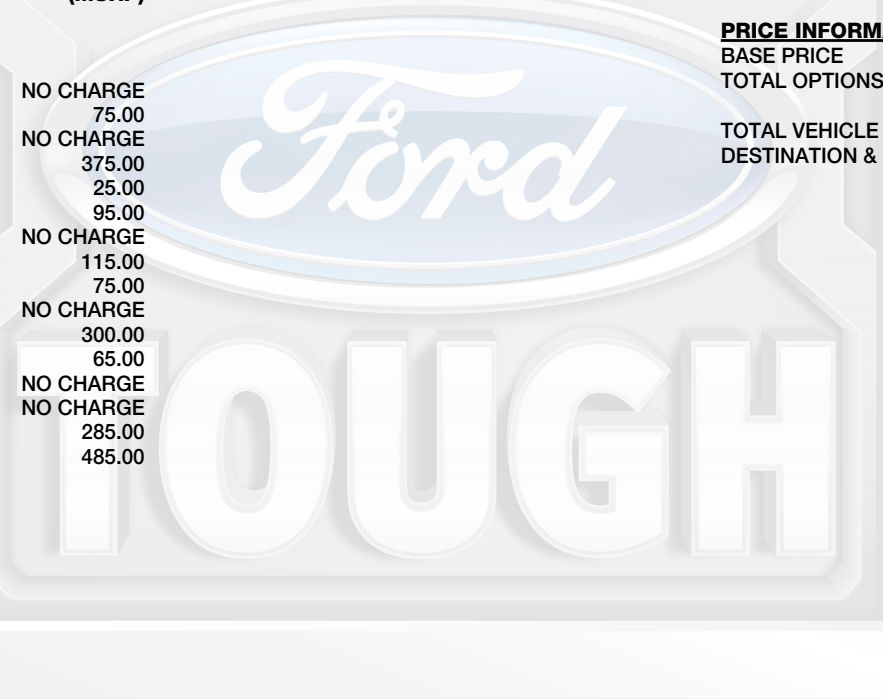 NO CHARGE
75.00
NO CHARGE
375.00
25.00
95.00
NO CHARGE
115.00
75.00
NO CHARGE
300.00
65.00
NO CHARGE
NO CHARGE
285.00
485.00
PRICE INFORM
BASE PRICE
TOTAL OPTIONS
TOTAL VEHICLE
DESTINATION &
Ford
TOUGH